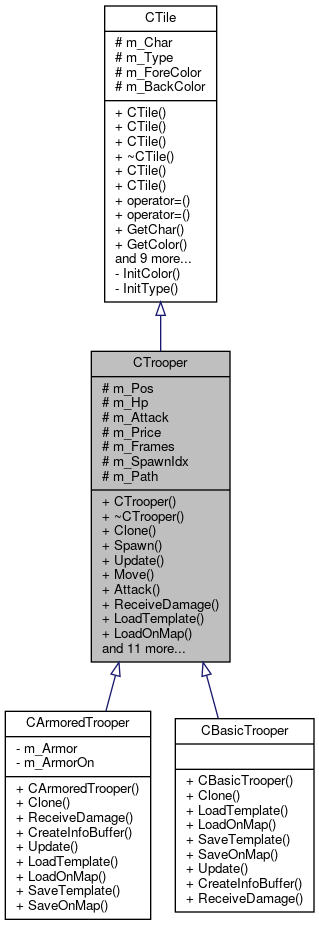 CTile
# m_Char
# m_Type
# m_ForeColor
# m_BackColor
+ CTile()
+ CTile()
+ CTile()
+ ~CTile()
+ CTile()
+ CTile()
+ operator=()
+ operator=()
+ GetChar()
+ GetColor()
and 9 more...
- InitColor()
- InitType()
CTrooper
# m_Pos
# m_Hp
# m_Attack
# m_Price
# m_Frames
# m_SpawnIdx
# m_Path
+ CTrooper()
+ ~CTrooper()
+ Clone()
+ Spawn()
+ Update()
+ Move()
+ Attack()
+ ReceiveDamage()
+ LoadTemplate()
+ LoadOnMap()
and 11 more...
CArmoredTrooper
- m_Armor
- m_ArmorOn
+ CArmoredTrooper()
+ Clone()
+ ReceiveDamage()
+ CreateInfoBuffer()
+ Update()
+ LoadTemplate()
+ LoadOnMap()
+ SaveTemplate()
+ SaveOnMap()
CBasicTrooper
+ CBasicTrooper()
+ Clone()
+ LoadTemplate()
+ LoadOnMap()
+ SaveTemplate()
+ SaveOnMap()
+ Update()
+ CreateInfoBuffer()
+ ReceiveDamage()